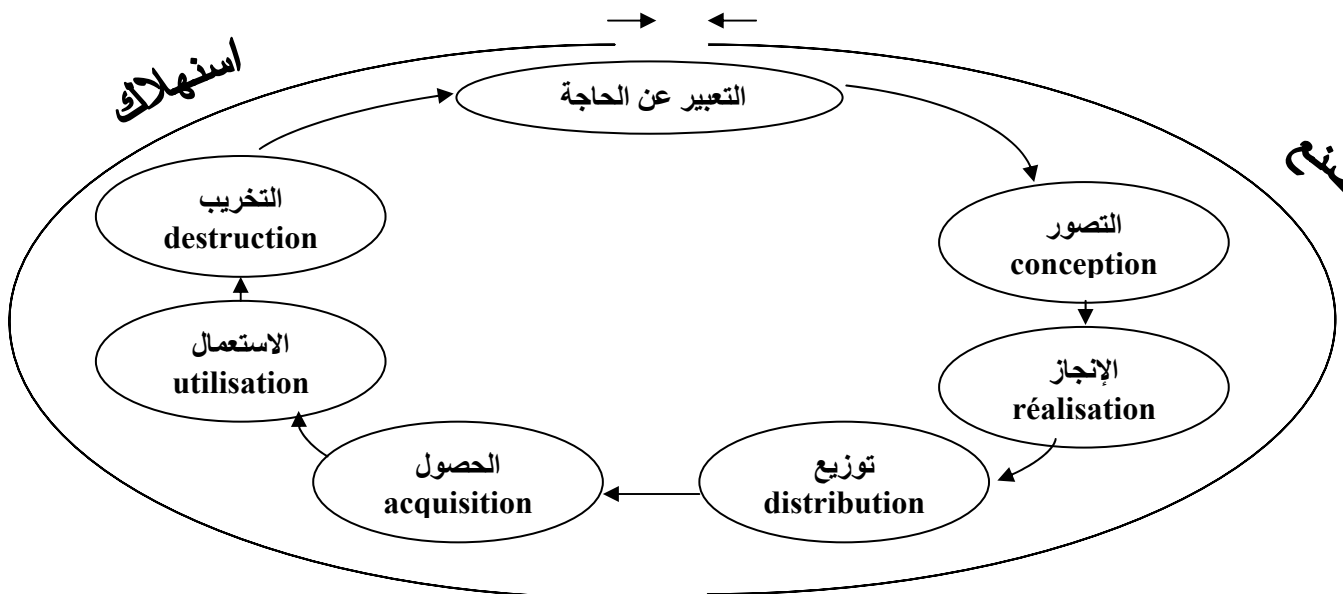 استهلاك
التعبير عن الحاجة
التصور
conception
الإنجاز
réalisation
توزيع
distribution
الحصول
acquisition
الاستعمال
utilisation
التخريب
destruction